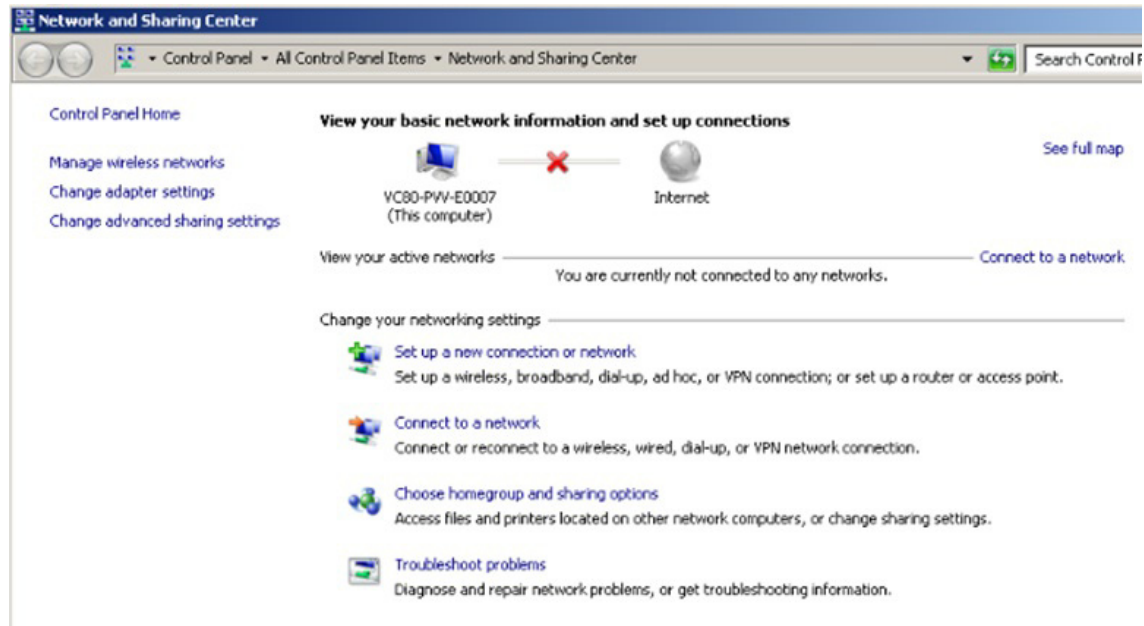 Network and Sharing Center
Control Panel All Control Panel Items Network and Sharing Center
Search Control
Control Panel Home
Manage wireless networks
Change adapter settings
Change advanced sharing settings
View your basic network information and set up connections
See full map
VC80-PVV-E0007
(This computer)
Internet
View your active networks
Connect to a network
You are currently not connected to any networks.
Change your networking settings
Set up a new connection or network
Set up a wireless, broadband, dial-up, ad hoc, or VPN connection; or set up a router or access point.
Connect to a network
Connect or reconnect to a wireless, wired, dial-up, or VPN network connection.
Choose homegroup and sharing options
Access files and printers located on other network computers, or change sharing settings.
Troubleshoot problems
Diagnose and repair network problems, or get troubleshooting information.